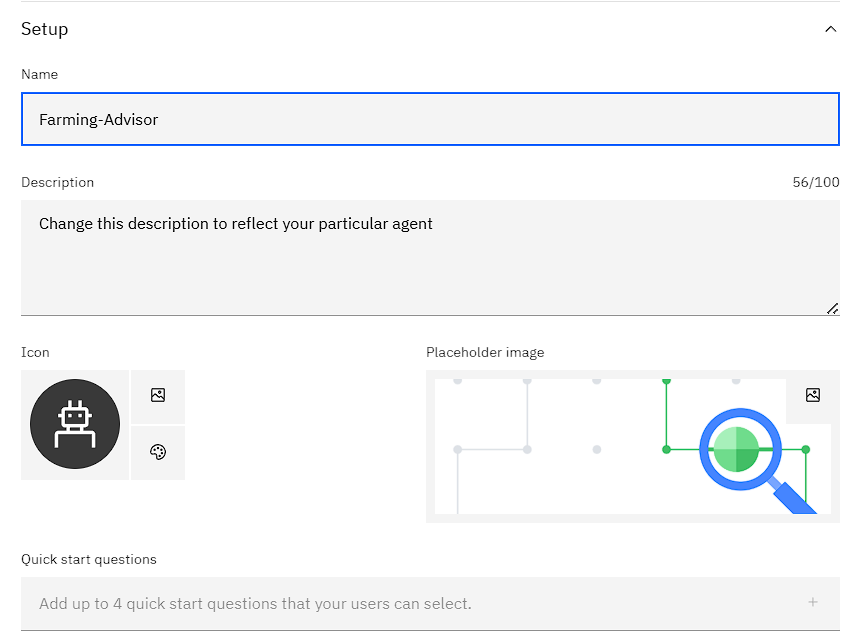 Setup
Name
Farming-Advisor
Description
56/100
Change this description to reflect your particular agent
Icon
Placeholder image
Quick start questions
Add up to 4 quick start questions that your users can select.